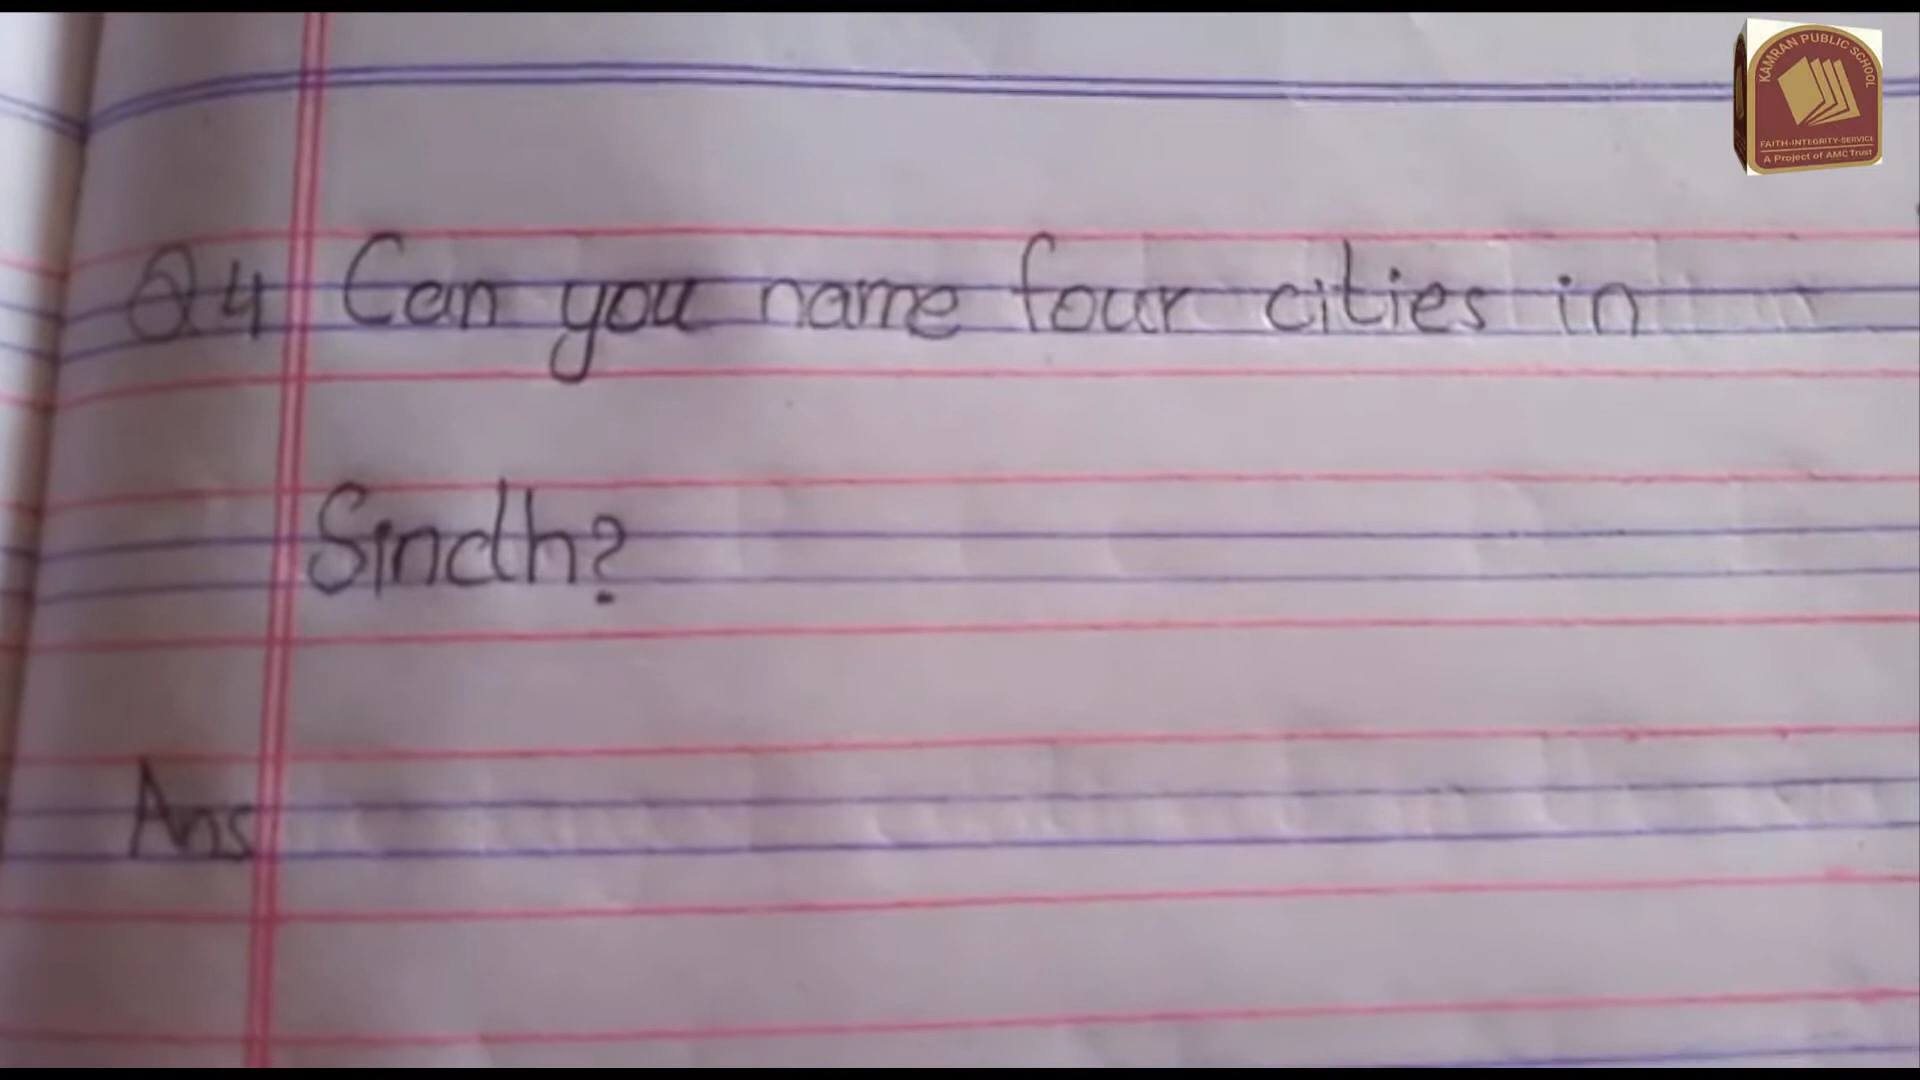 KAMRAN PUBLIC SCHOOL
FAITH-INTEGRITY-SERVICE
A Project of AMC Trust
Q4 Can you name four cities in
Sindh?
Ans